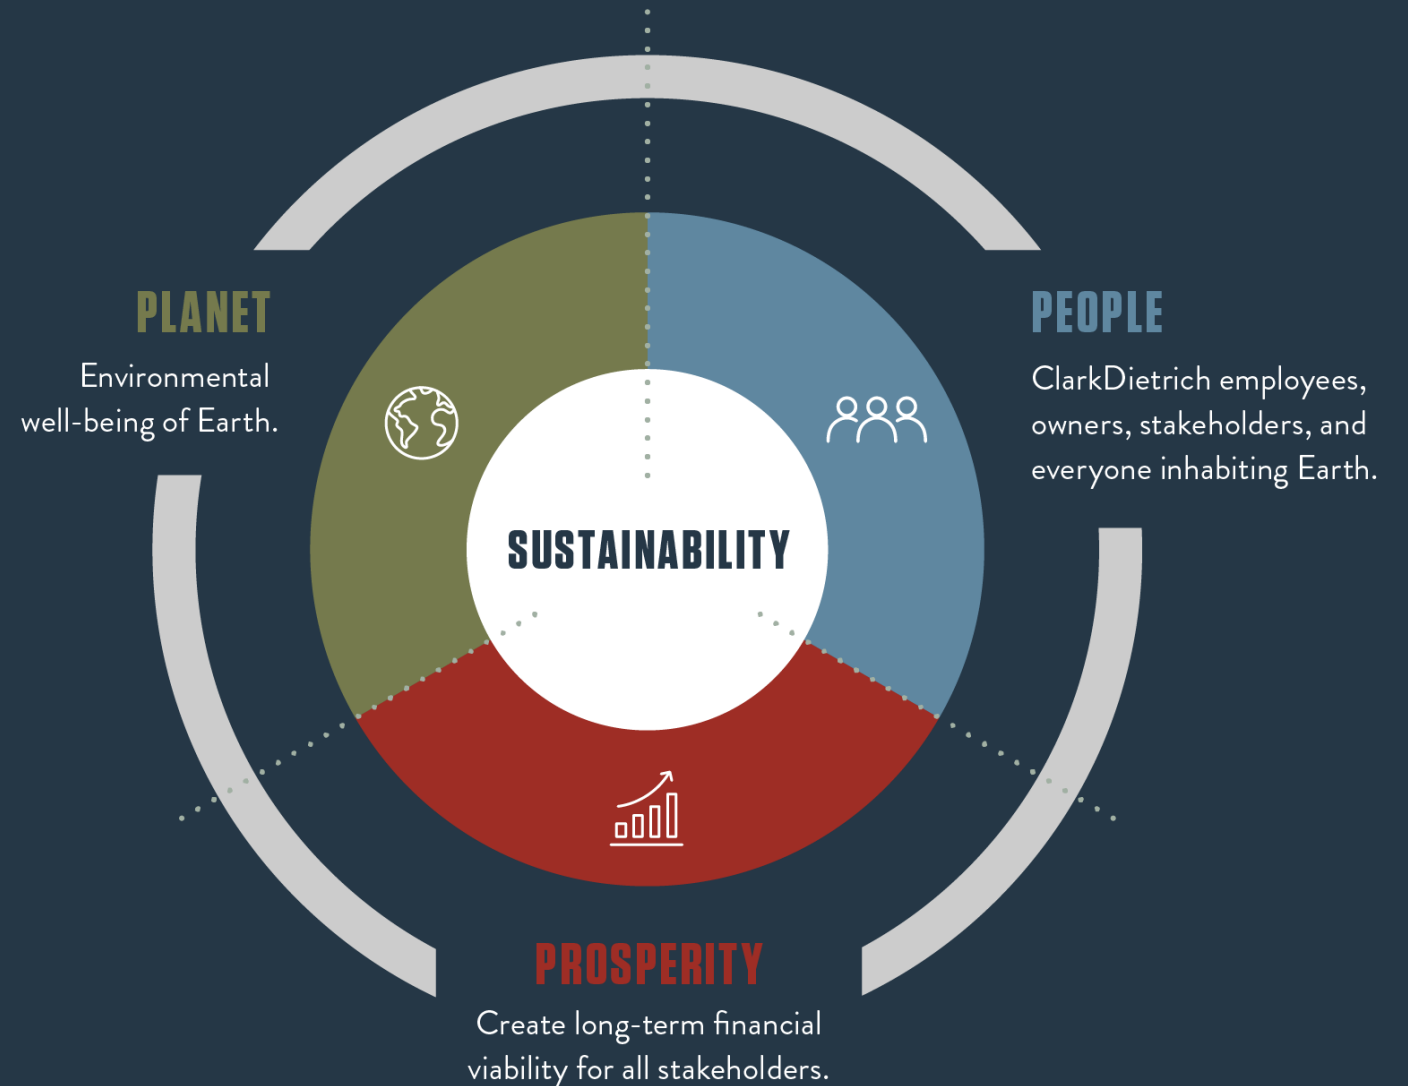 PLANET
Environmental
well-being of Earth.
PEOPLE
ClarkDietrich employees,
owners, stakeholders, and
everyone inhabiting Earth.
SUSTAINABILITY
PROSPERITY
Create long-term financial
viability for all stakeholders.